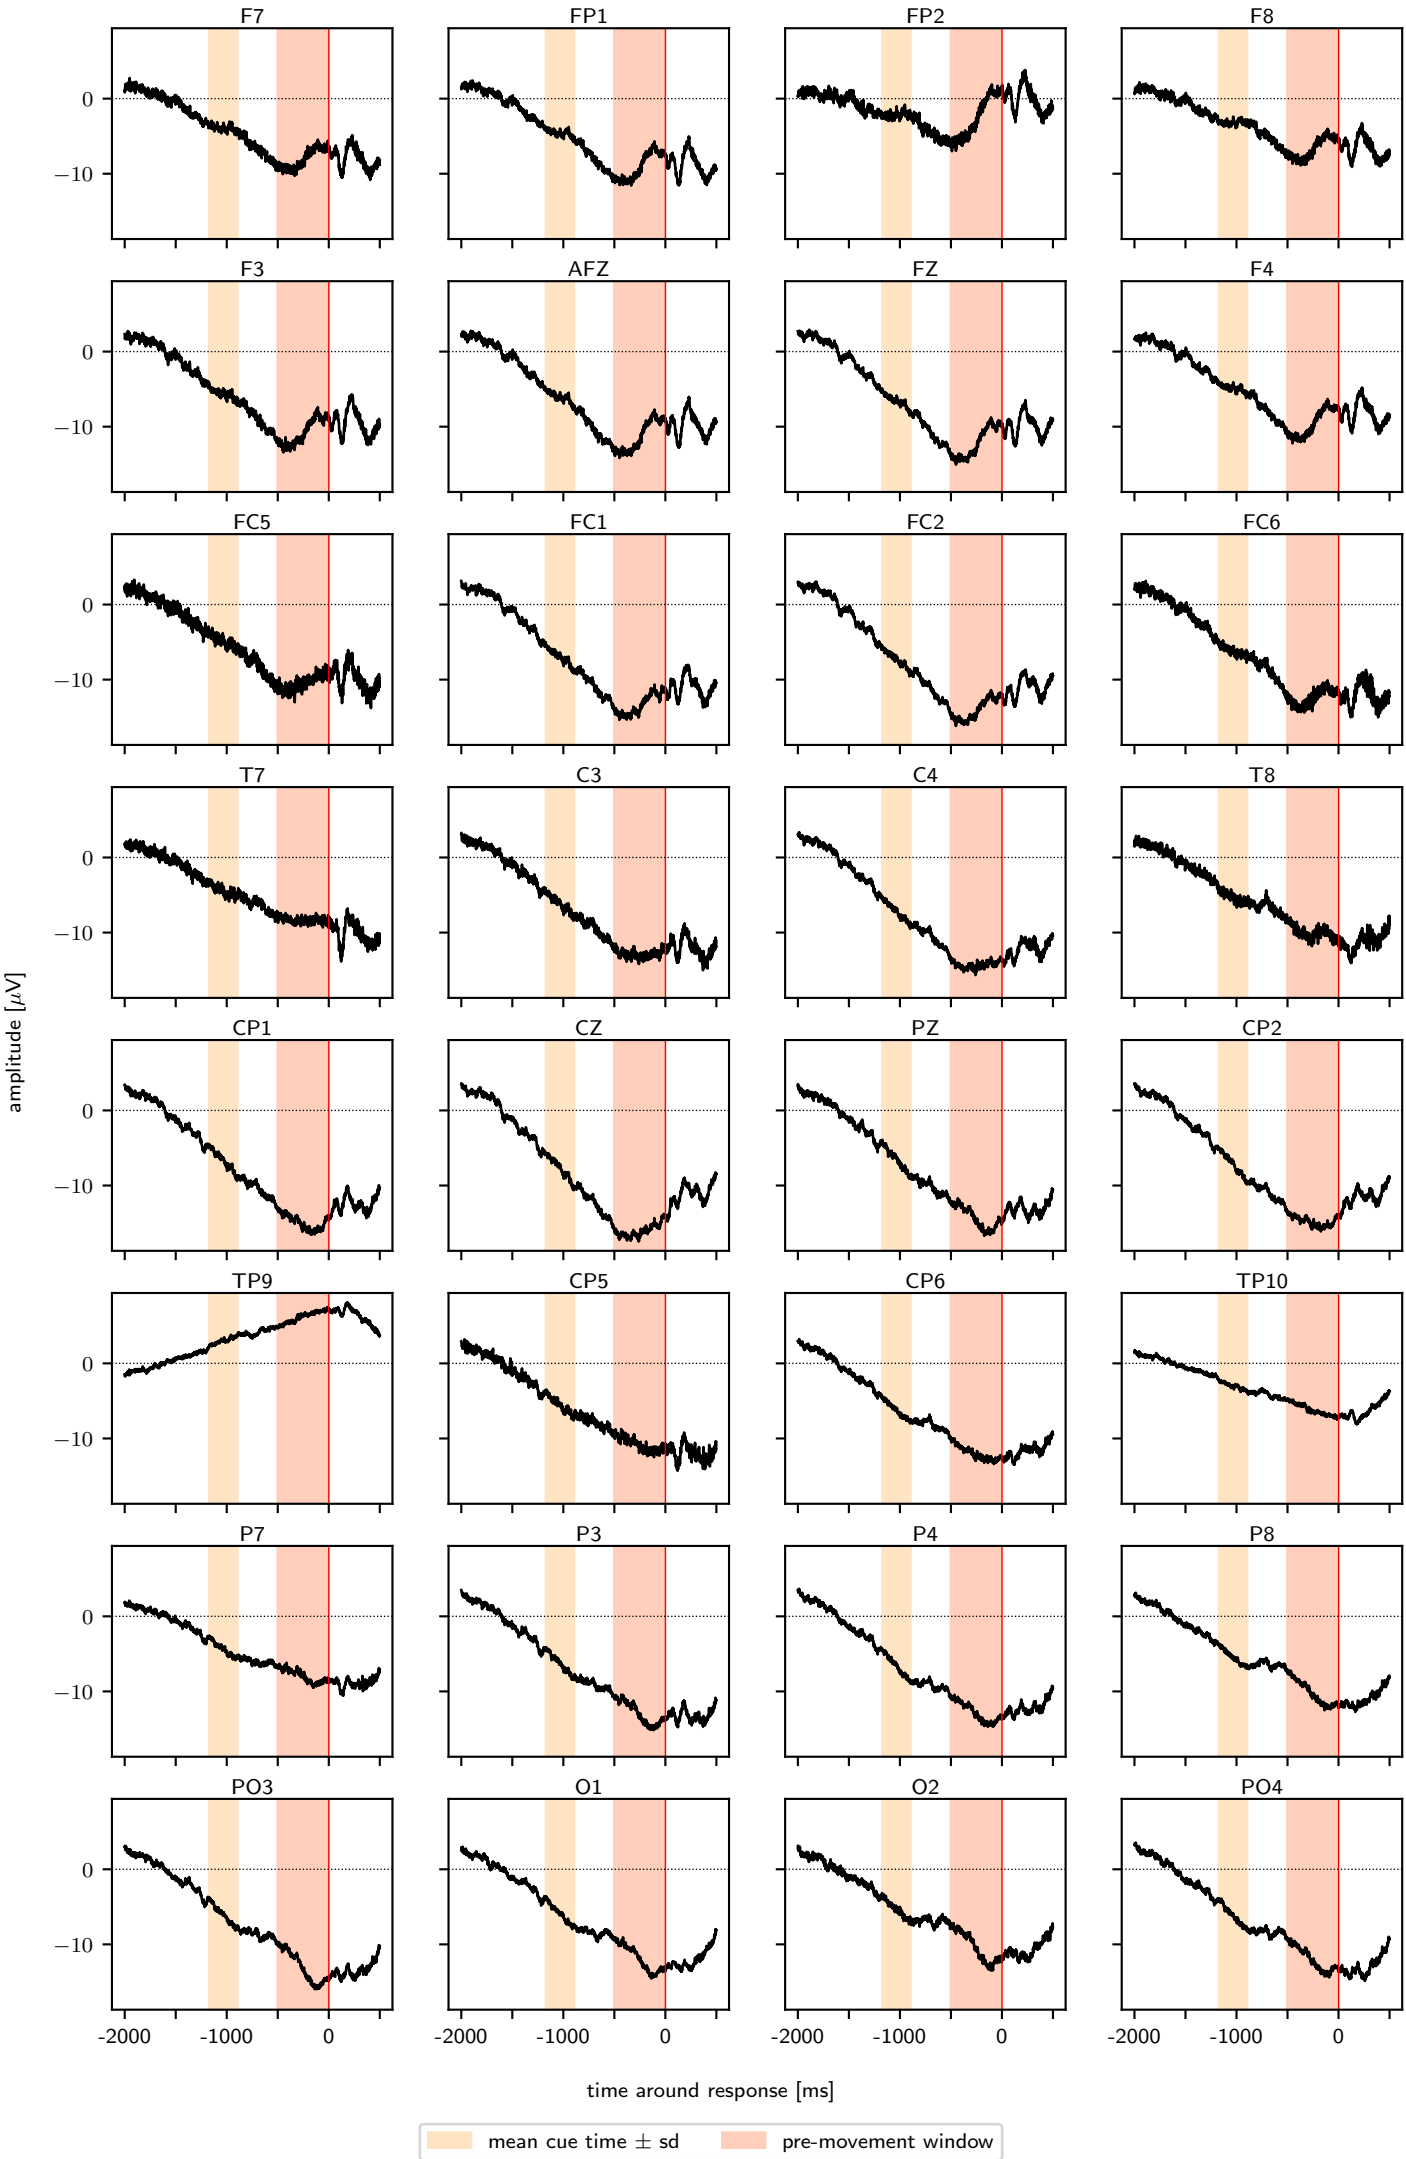 F7 FP1 FP2 F8
0
−10
F3 AFZ FZ F4
0
−10
FC5 FC1 FC2 FC6
0
−10
T7 C3 C4 T8
0
−10
amplitude [μV]
CP1 CZ PZ CP2
0
−10
TP9 CP5 CP6 TP10
0
−10
P7 P3 P4 P8
0
−10
PO3 O1 O2 PO4
0
−10
-2000 -1000 0 -2000 -1000 0 -2000 -1000 0 -2000 -1000 0
time around response [ms]
mean cue time ± sd pre-movement window